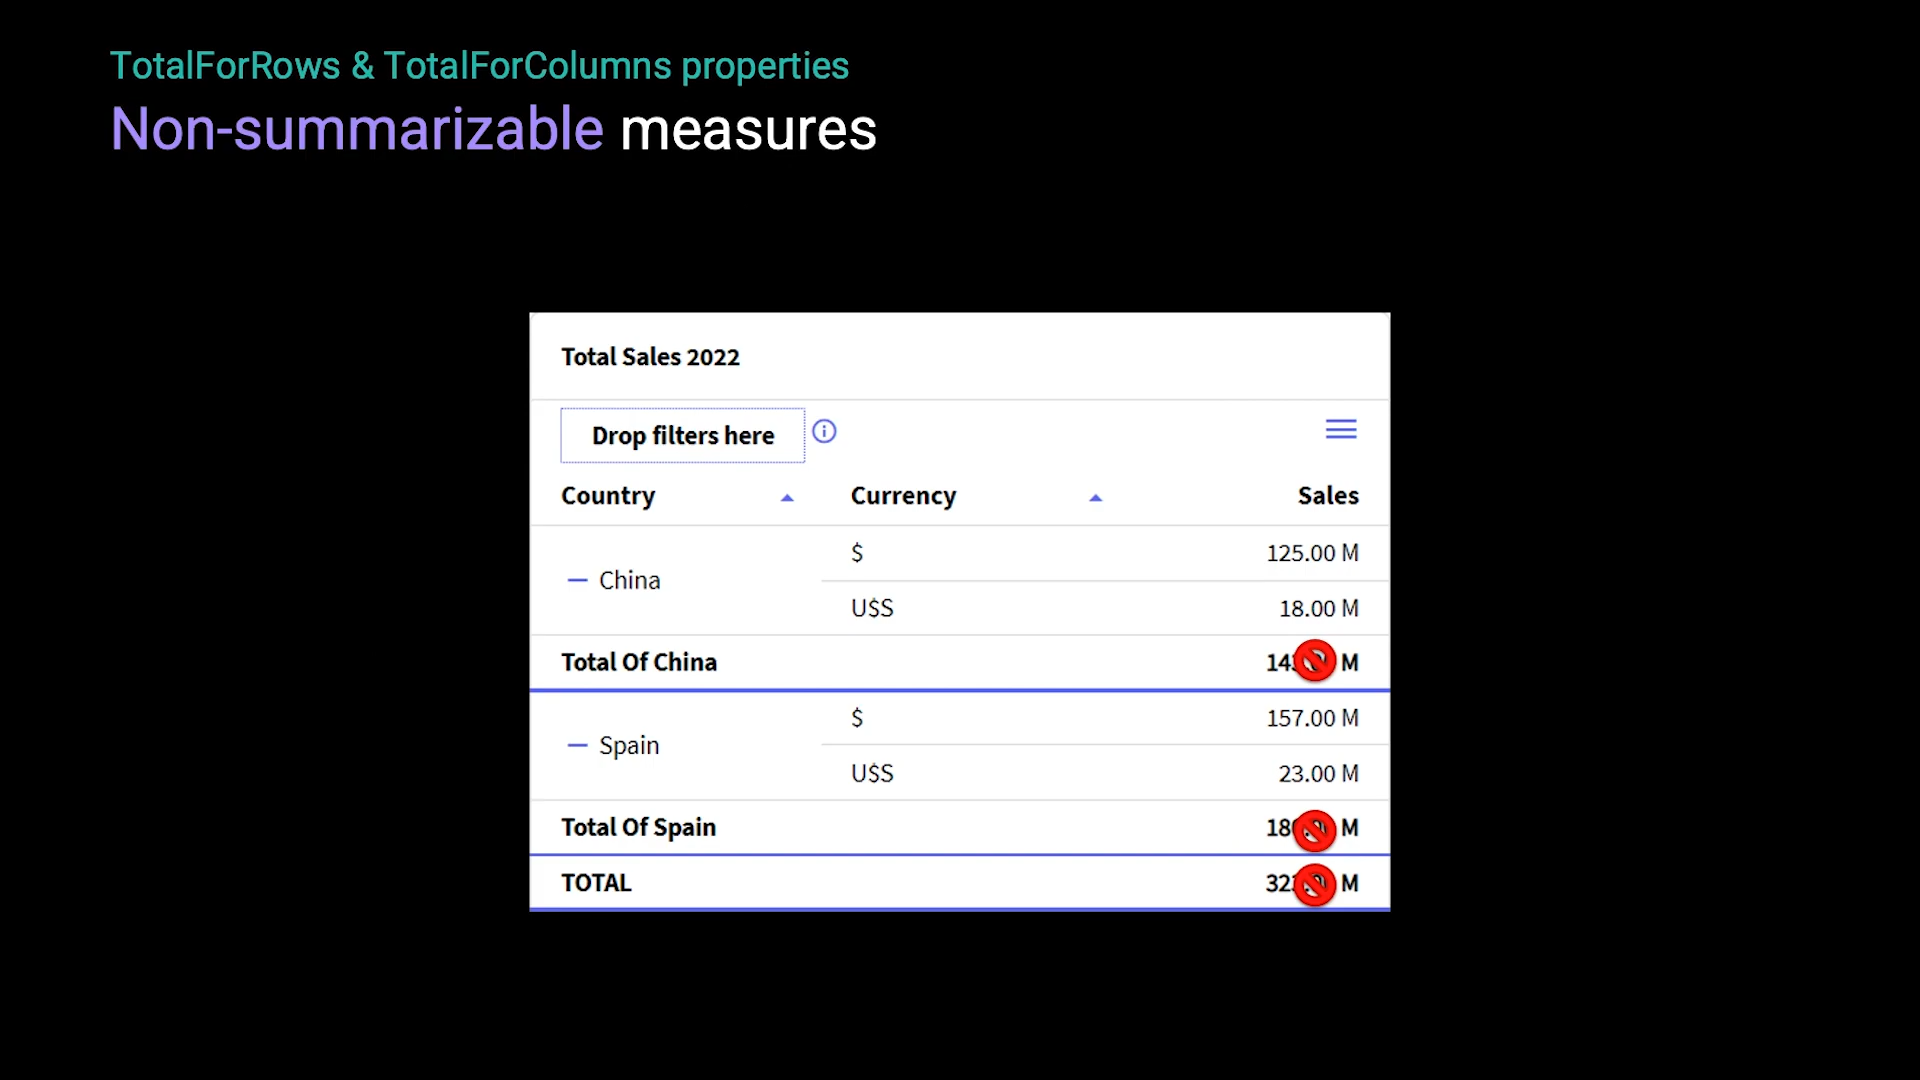 TotalForRows & TotalForColumns properties
Non-summarizable measures
Total Sales 2022
Drop filters here
Country Currency Sales
$ 125.00 M
China
U$S 18.00 M
Total Of China M
$ 157.00 M
Spain
U$S 23.00 M
Total Of Spain M
TOTAL M